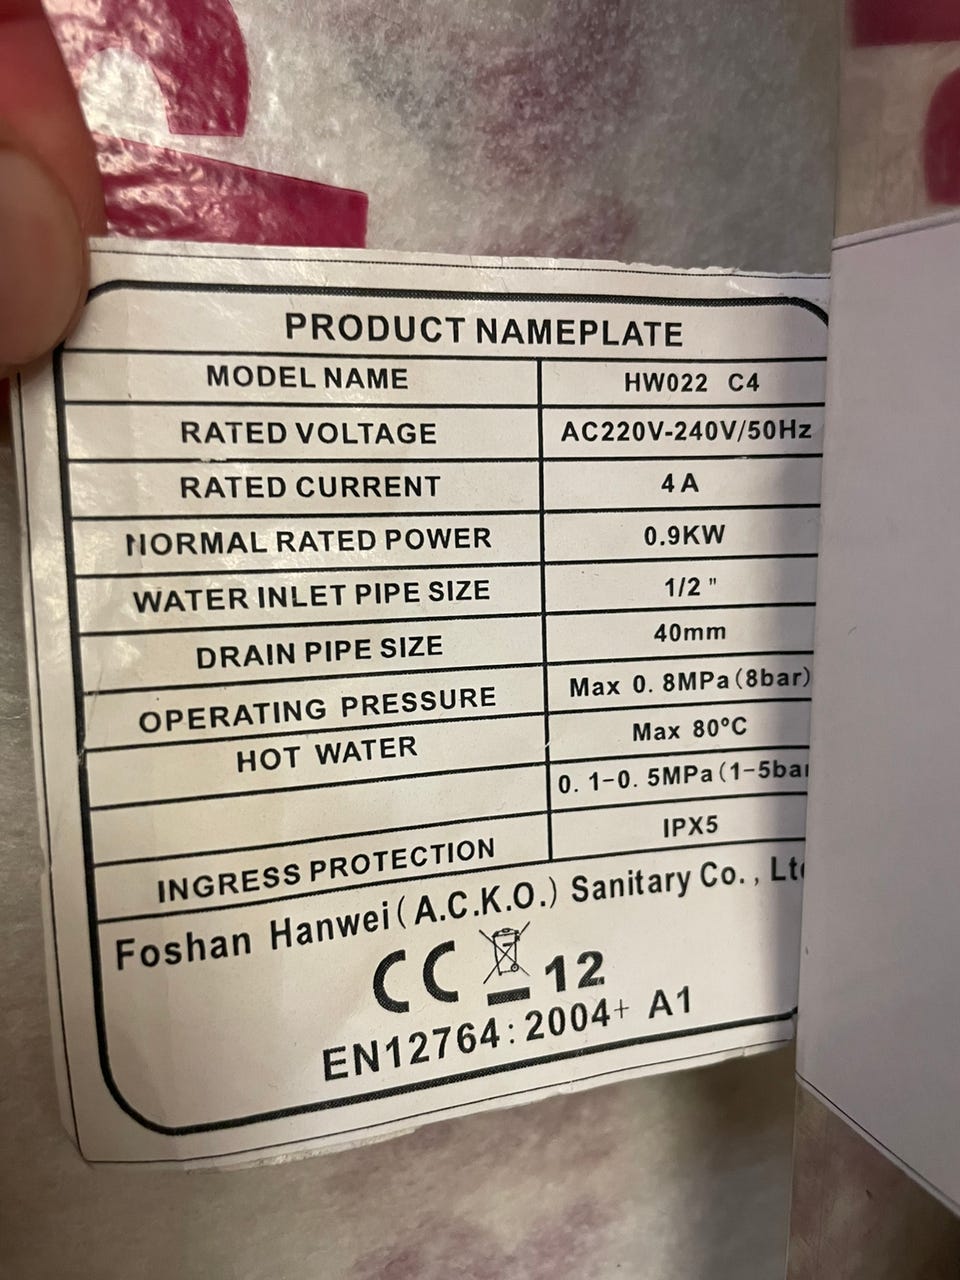 PRODUCT NAMEPLATE
MODEL NAME HW022 C4
RATED VOLTAGE AC220V-240V/50Hz
RATED CURRENT 4 A
NORMAL RATED POWER 0.9KW
WATER INLET PIPE SIZE 1/2 "
DRAIN PIPE SIZE 40mm
OPERATING PRESSURE Max 0. 8MPa(8bar)
HOT WATER Max 80°C
0. 1-0. 5MPa(1-5bar
INGRESS PROTECTION IPX5
Foshan Hanwei(A.C.K.O.) Sanitary Co., Lt
CC 12
EN12764:2004+ A1